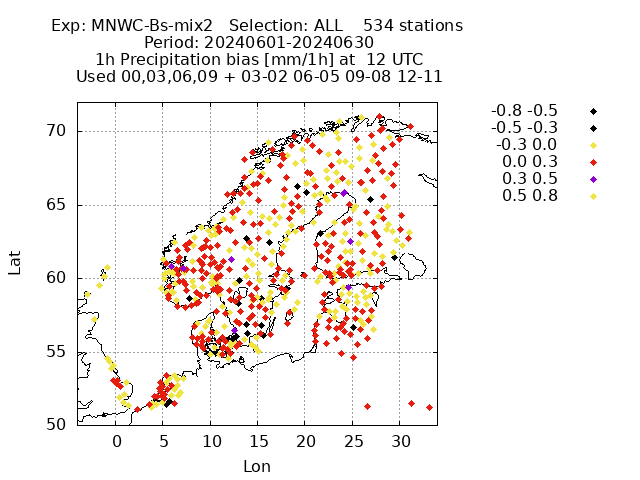 Exp: MNWC-Bs-mix2   Selection: ALL    534 stations
Period: 20240601-20240630
1h Precipitation bias [mm/1h] at  12 UTC
Used 00,03,06,09 + 03-02 06-05 09-08 12-11
-0.8 -0.5
-0.5 -0.3
-0.3 0.0
0.0 0.3
0.3 0.5
0.5 0.8
70
65
60
55
50
Lat
0 5 10 15 20 25 30
Lon